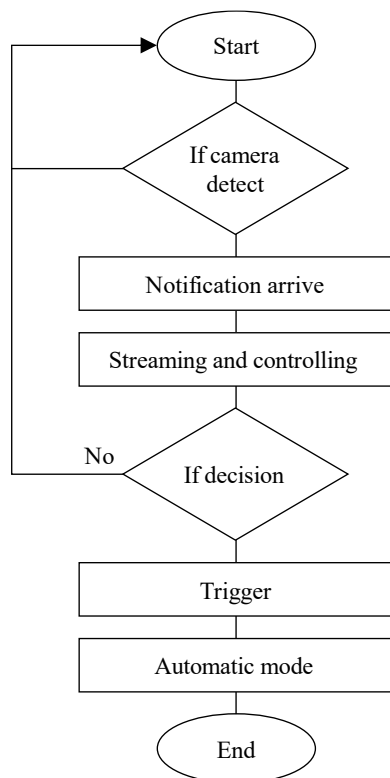 Start
If camera
detect
Notification arrive
Streaming and controlling
No
If decision
Trigger
Automatic mode
End